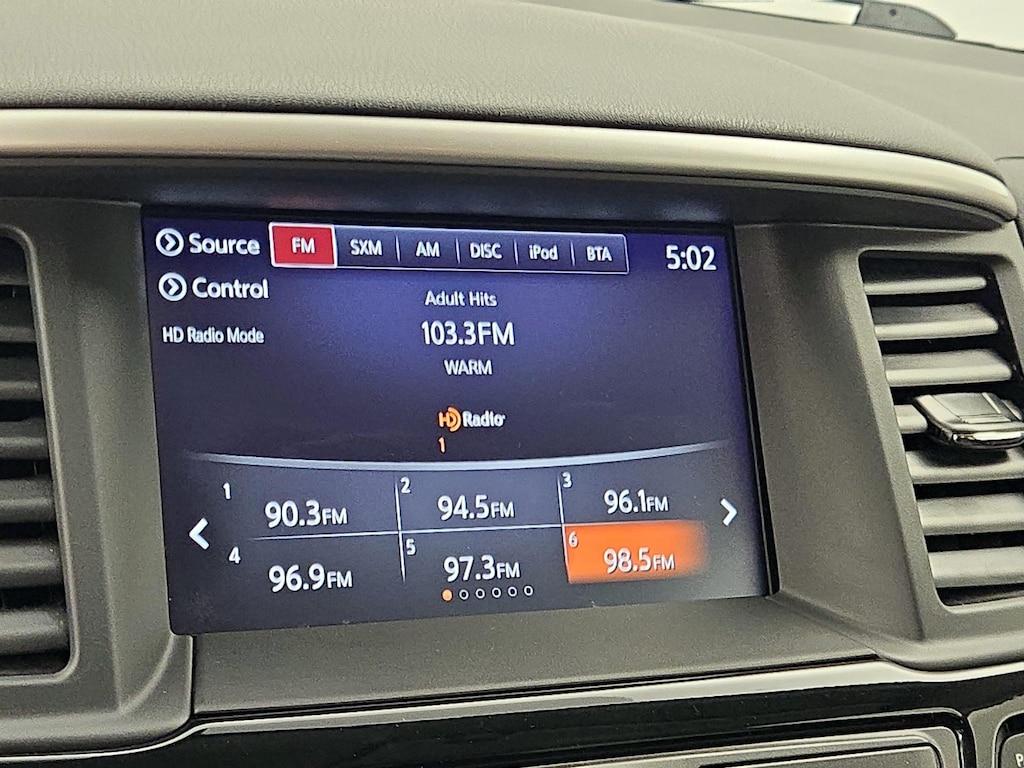 Source FM SXM AM DISC iPod BTA 5:02
Control
Adult Hits
HD Radio Mode 103.3FM
WARM
HD Radio
1
1 90.3FM 2 94.5FM 3 96.1FM
4 96.9FM 5 97.3FM 6 98.5FM
P